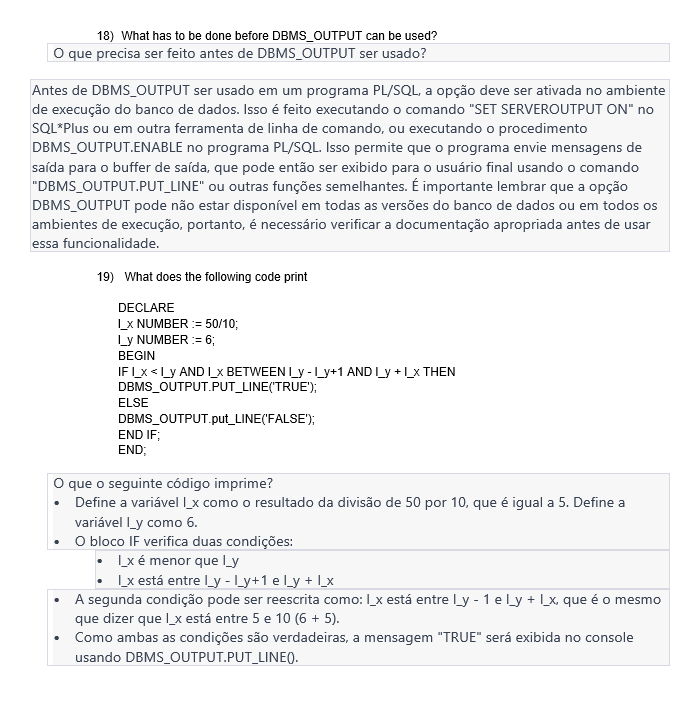 18) What has to be done before DBMS_OUTPUT can be used?
O que precisa ser feito antes de DBMS_OUTPUT ser usado?
Antes de DBMS_OUTPUT ser usado em um programa PL/SQL, a opção deve ser ativada no ambiente
de execução do banco de dados. Isso é feito executando o comando "SET SERVEROUTPUT ON" no
SQL*Plus ou em outra ferramenta de linha de comando, ou executando o procedimento
DBMS_OUTPUT.ENABLE no programa PL/SQL. Isso permite que o programa envie mensagens de
saída para o buffer de saída, que pode então ser exibido para o usuário final usando o comando
"DBMS_OUTPUT.PUT_LINE" ou outras funções semelhantes. É importante lembrar que a opção
DBMS_OUTPUT pode não estar disponível em todas as versões do banco de dados ou em todos os
ambientes de execução, portanto, é necessário verificar a documentação apropriada antes de usar
essa funcionalidade.
19) What does the following code print
DECLARE
l_x NUMBER := 50/10;
l_y NUMBER := 6;
BEGIN
IF l_x < l_y AND l_x BETWEEN l_y - l_y+1 AND l_y + l_x THEN
DBMS_OUTPUT.PUT_LINE('TRUE');
ELSE
DBMS_OUTPUT.put_LINE('FALSE');
END IF;
END;
O que o seguinte código imprime?
• Define a variável l_x como o resultado da divisão de 50 por 10, que é igual a 5. Define a
variável l_y como 6.
• O bloco IF verifica duas condições:
• l_x é menor que l_y
• l_x está entre l_y - l_y+1 e l_y + l_x
• A segunda condição pode ser reescrita como: l_x está entre l_y - 1 e l_y + l_x, que é o mesmo
que dizer que l_x está entre 5 e 10 (6 + 5).
• Como ambas as condições são verdadeiras, a mensagem "TRUE" será exibida no console
usando DBMS_OUTPUT.PUT_LINE().